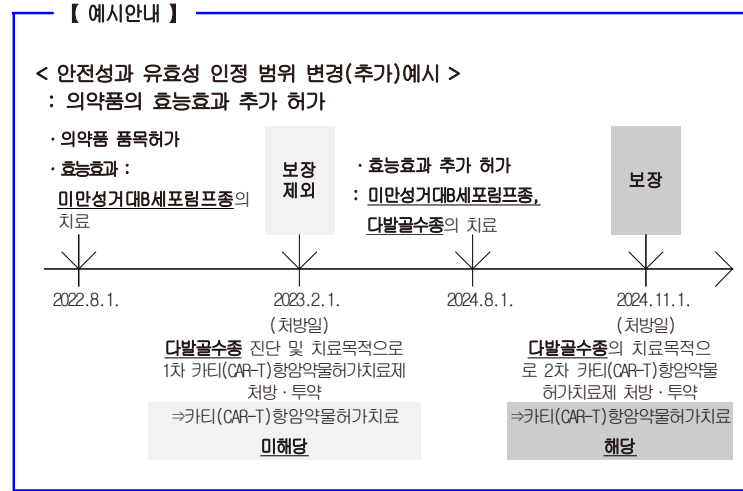 【 예시안내 】
< 안전성과 유효성 인정 범위 변경(추가)예시 >
: 의약품의 효능효과 추가 허가
· 의약품 품목허가
· 효능효과 :
미만성거대B세포림프종의
치료
보장
제외
· 효능효과 추가 허가
: 미만성거대B세포림프종,
다발골수종의 치료
보장
2022.8.1.
2023.2.1.
(처방일)
2024.8.1.
2024.11.1.
(처방일)
다발골수종 진단 및 치료목적으로
1차 카티(CAR-T)항암약물허가치료제
처방·투약
⇒카티(CAR-T)항암약물허가치료
미해당
다발골수종의 치료목적으
로 2차 카티(CAR-T)항암약물
허가치료제 처방·투약
⇒카티(CAR-T)항암약물허가치료
해당